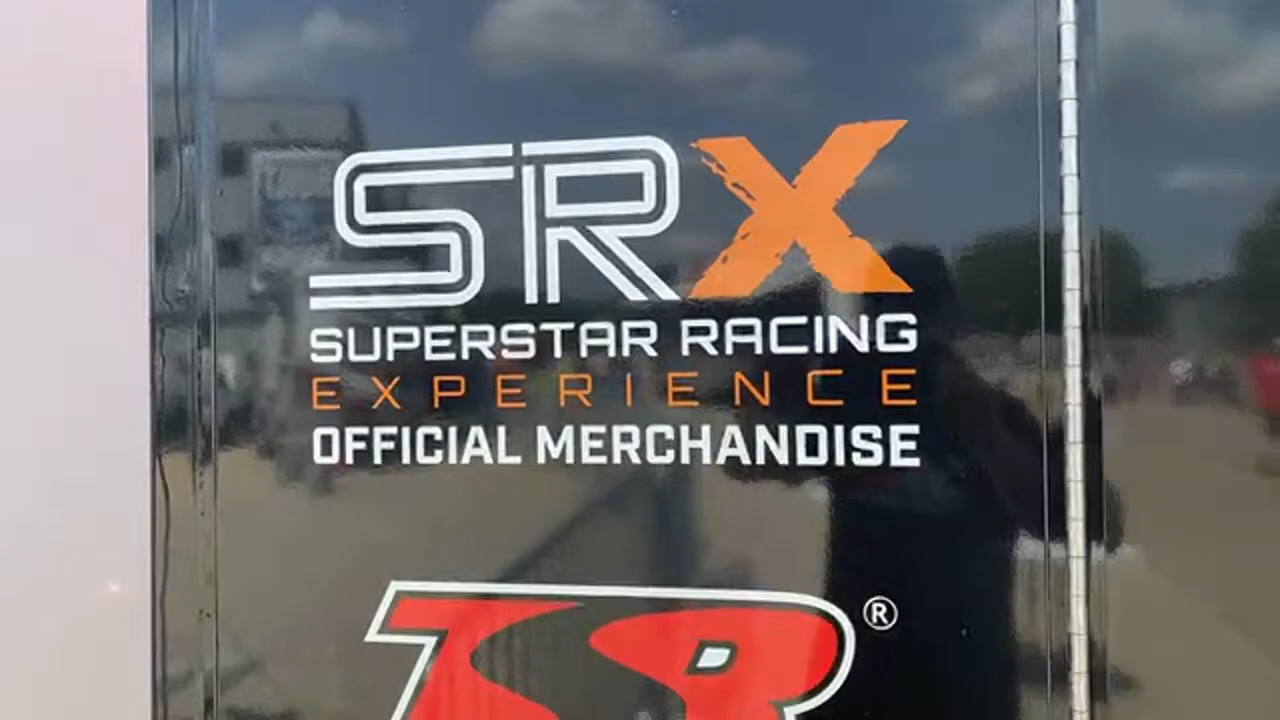 SRX
SUPERSTAR RACING
EXPERIENCE
OFFICIAL MERCHANDISE
®